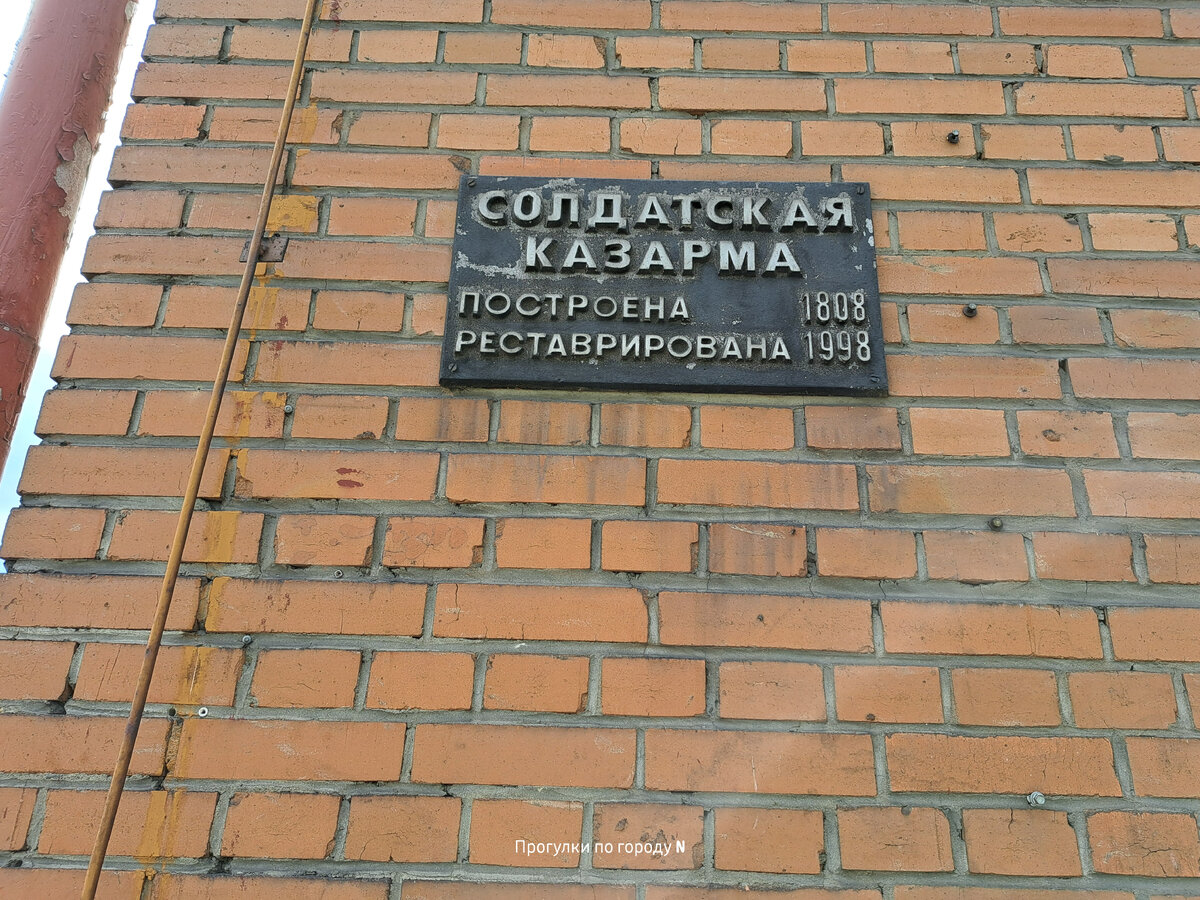 СОЛДАТСКАЯ
КАЗАРМА
ПОСТРОЕНА 1808
РЕСТАВРИРОВАНА 1998
Прогулки по городу N